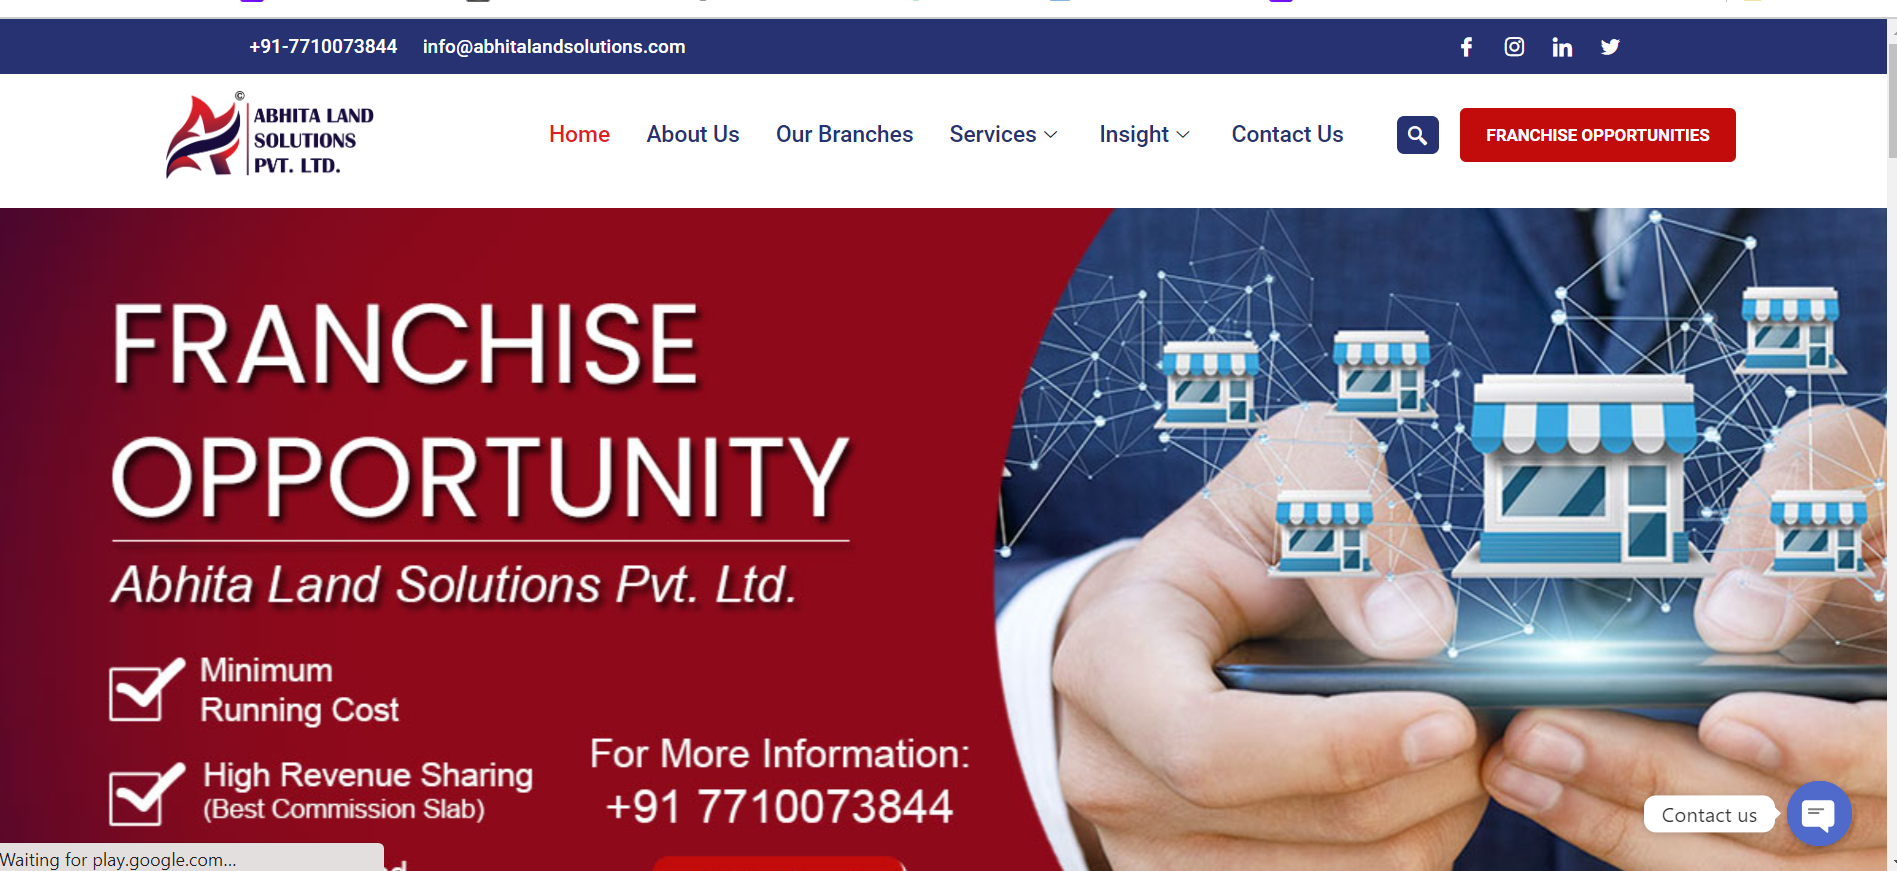 +91-7710073844 info@abhitalandsolutions.com
©
ABHITA LAND
SOLUTIONS
PVT. LTD.
Home About Us Our Branches Services Insight Contact Us
FRANCHISE OPPORTUNITIES
FRANCHISE
OPPORTUNITY
Abhita Land Solutions Pvt. Ltd.
Minimum
Running Cost
High Revenue Sharing
(Best Commission Slab)
For More Information:
+91 7710073844
Contact us
Waiting for play.google.com...